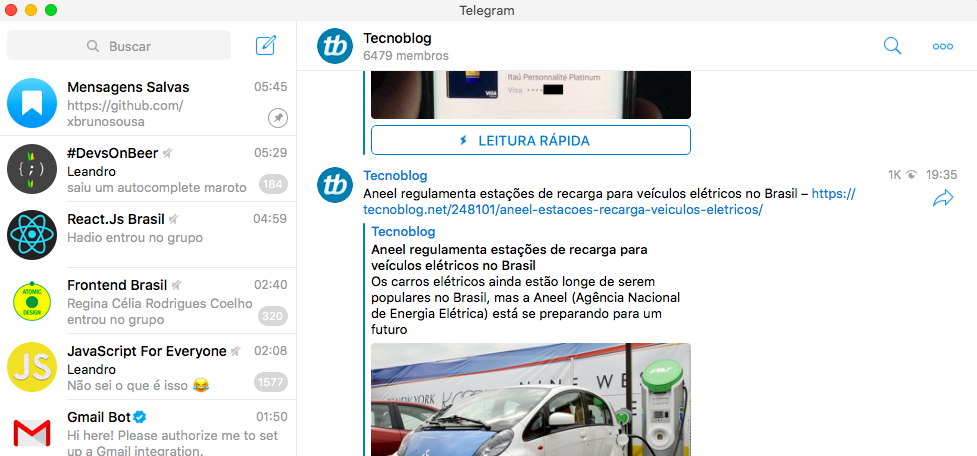 Telegram
Buscar
Mensagens Salvas 05:45
https://github.com/
xbrunosousa
#DevsOnBeer 05:29
Leandro
saiu um autocomplete maroto 184
React.Js Brasil 04:59
Hadio entrou no grupo
ATOMIC
DESIGN
Frontend Brasil 02:40
Regina Célia Rodrigues Coelho
entrou no grupo 320
JS
JavaScript For Everyone 02:08
Leandro
Não sei o que é isso 😂 1577
Gmail Bot 01:50
Hi here! Please authorize me to set
up a Gmail integration.
tb
Tecnoblog
6479 membros
Itaú Personnalité Platinum
VISA
Visa ••••
LEITURA RÁPIDA
tb
Tecnoblog 1K 19:35
Aneel regulamenta estações de recarga para veículos elétricos no Brasil – https://
tecnoblog.net/248101/aneel-estacoes-recarga-veiculos-eletricos/
Tecnoblog
Aneel regulamenta estações de recarga para
veículos elétricos no Brasil
Os carros elétricos ainda estão longe de serem
populares no Brasil, mas a Aneel (Agência Nacional
de Energia Elétrica) está se preparando para um
futuro